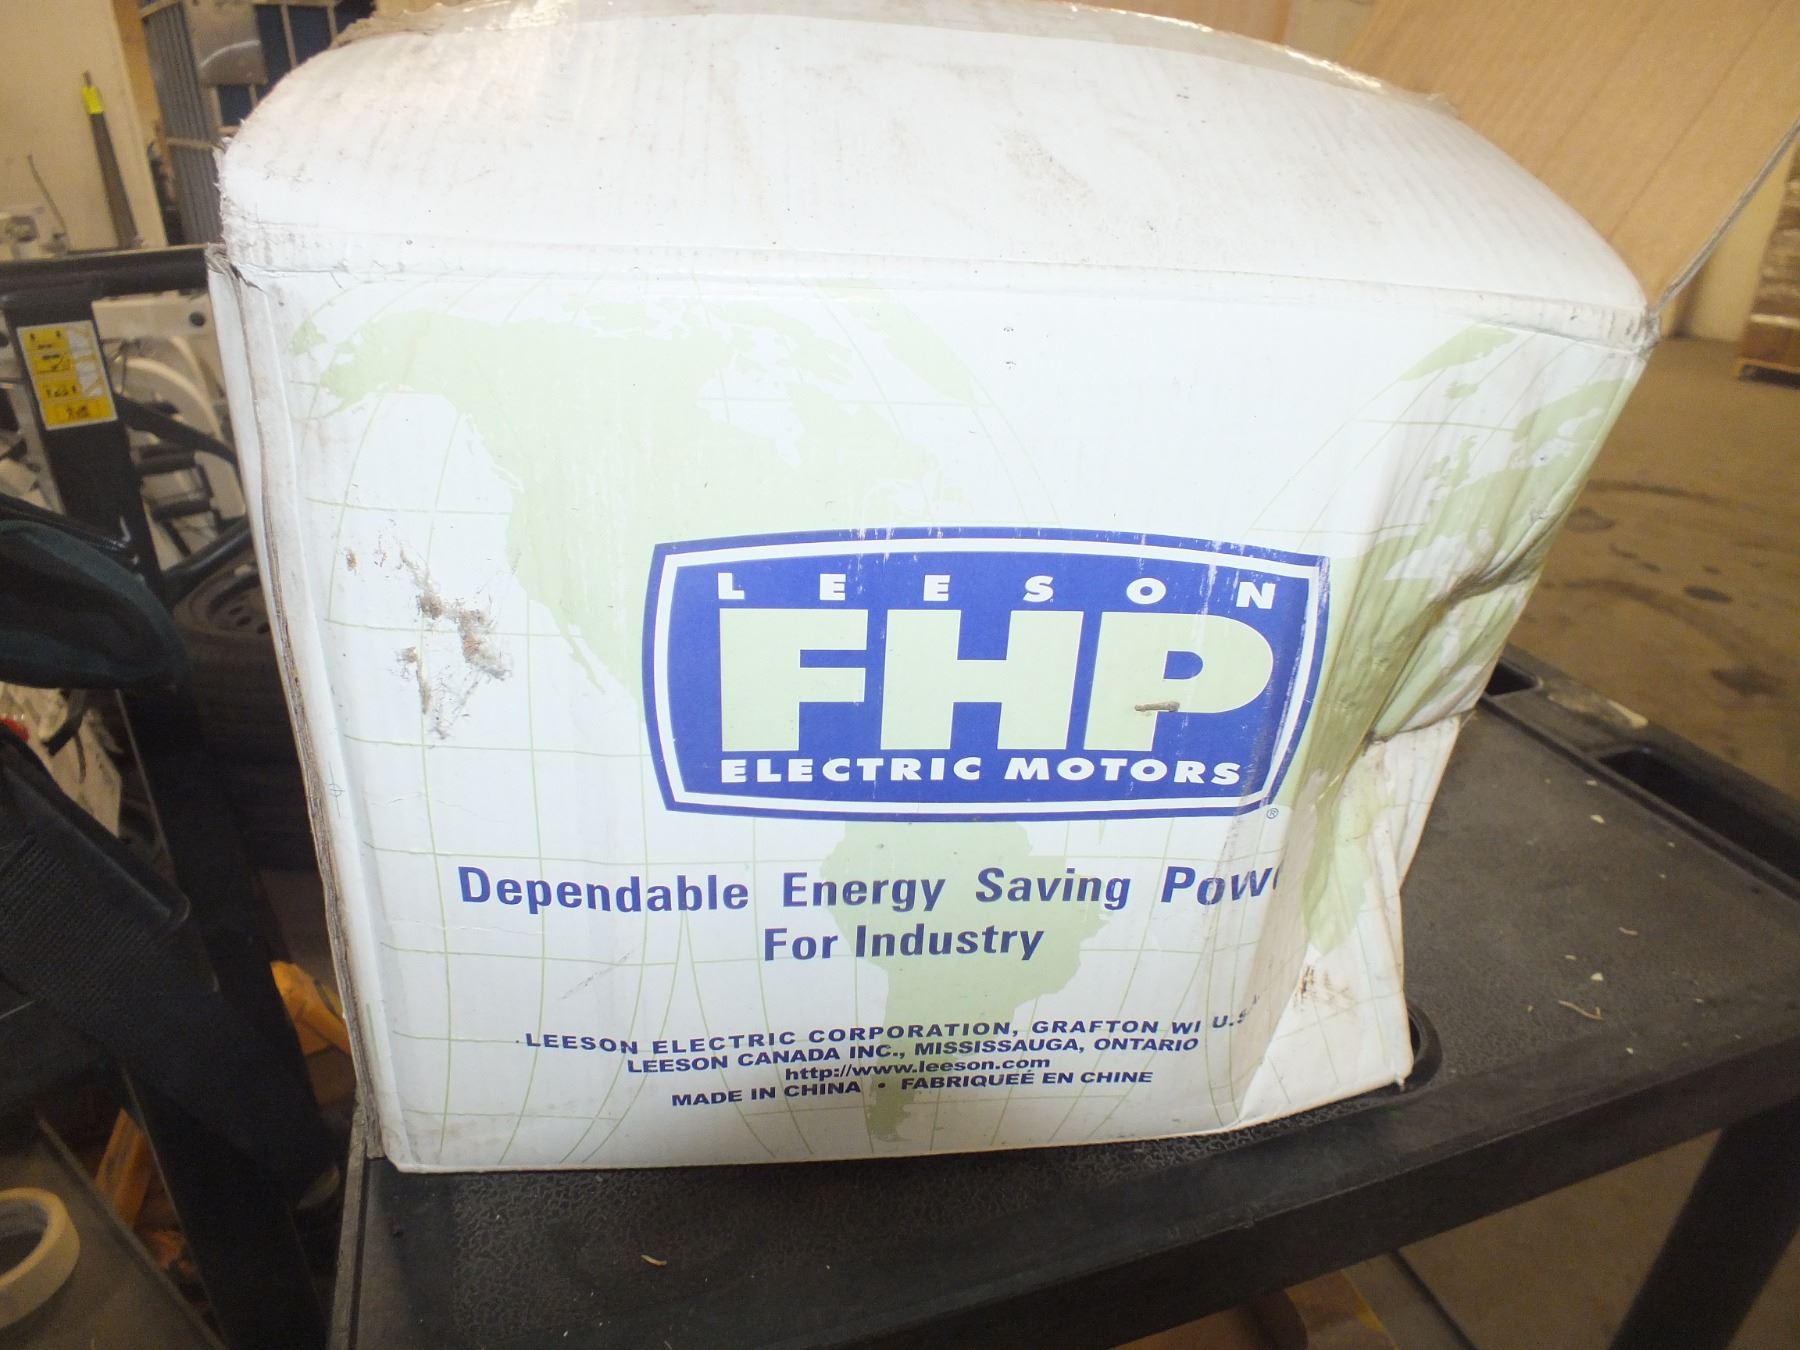 LEESON
FHP
ELECTRIC MOTORS
®
Dependable Energy Saving Pow
For Industry
LEESON ELECTRIC CORPORATION, GRAFTON WI U.S.
LEESON CANADA INC., MISSISSAUGA, ONTARIO
http://www.leeson.com
MADE IN CHINA • FABRIQUEÉ EN CHINE